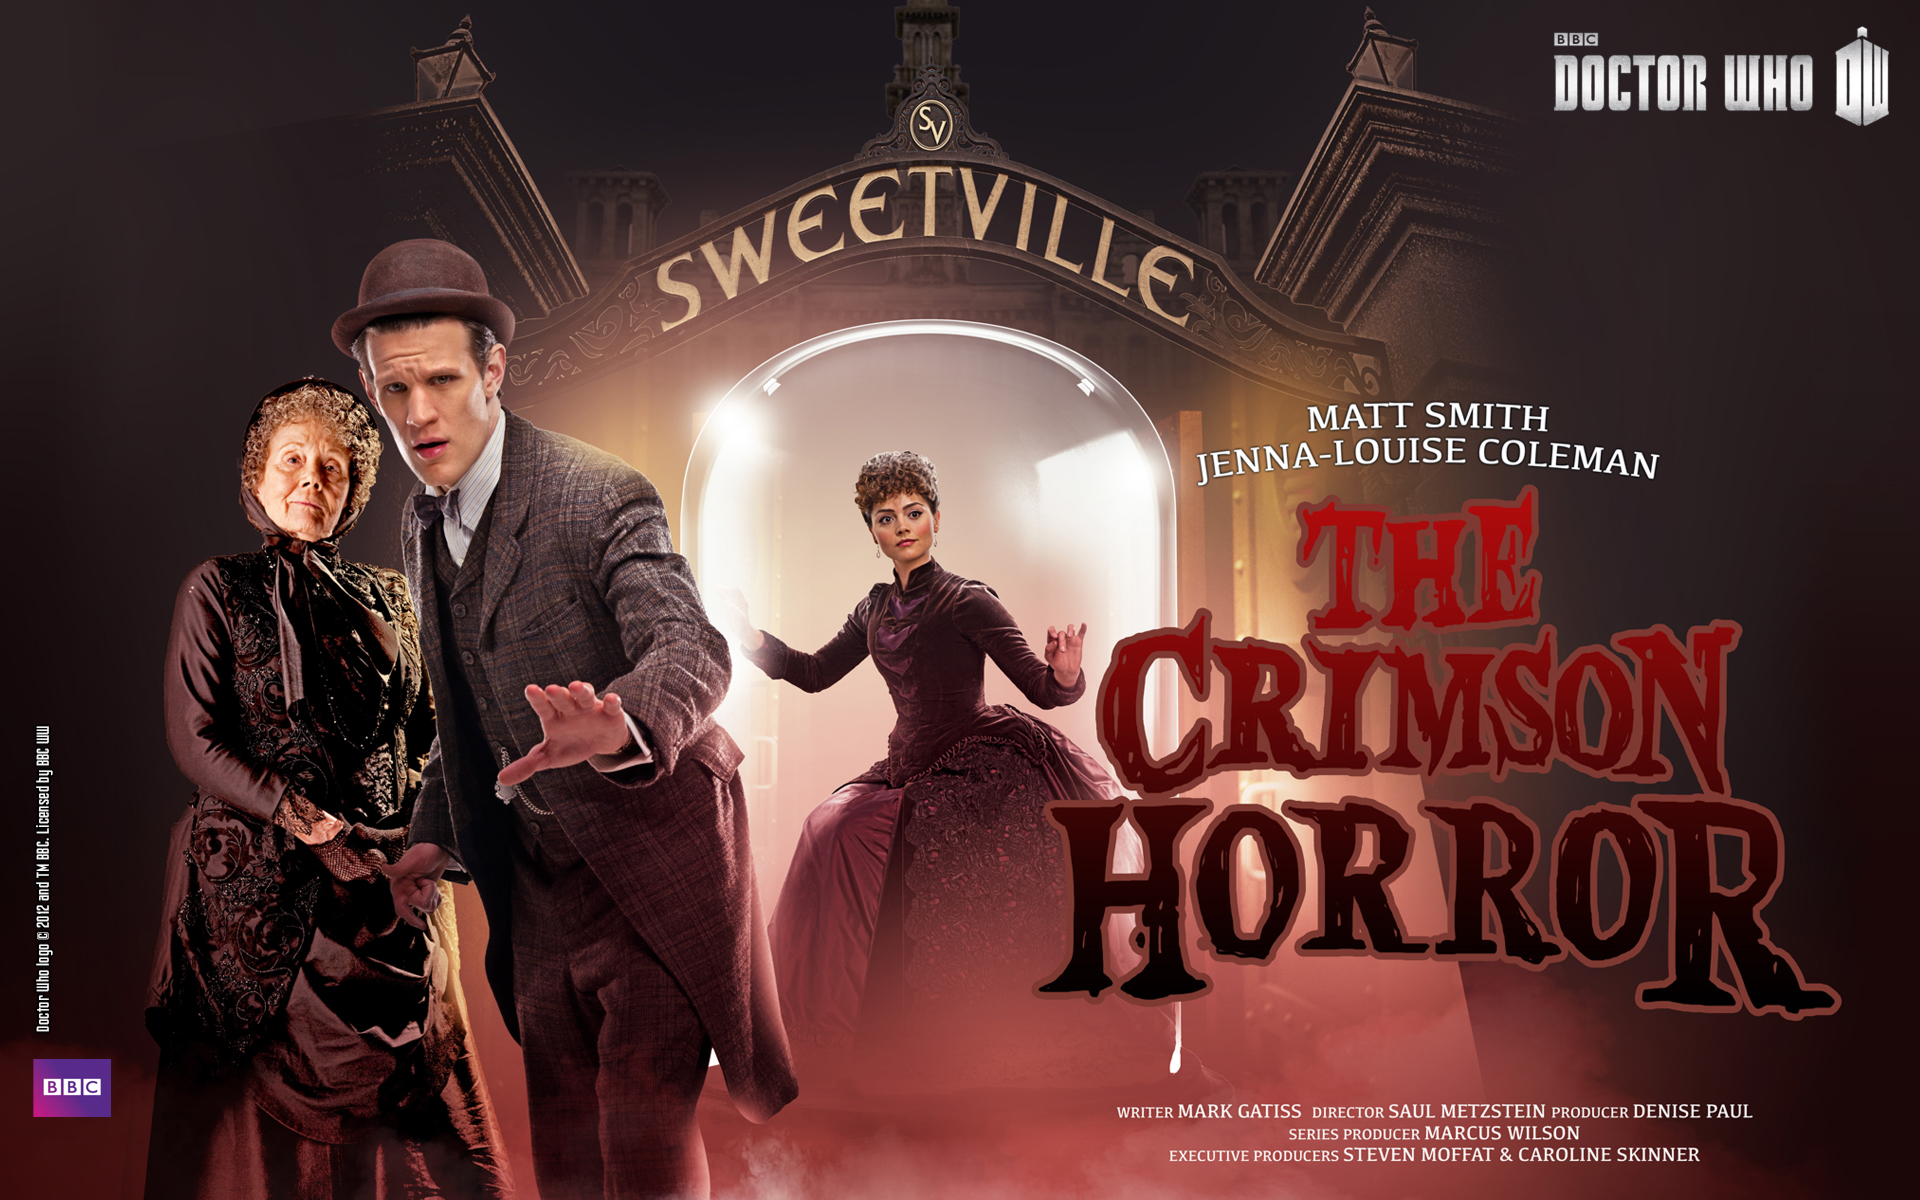 BBC
DOCTOR WHO DW
SV
SWEETVILLE
MATT SMITH
JENNA-LOUISE COLEMAN
THE
CRIMSON
HORROR
Doctor Who logo © 2012 and TM BBC. Licensed by BBC WW
BBC
WRITER MARK GATISS DIRECTOR SAUL METZSTEIN PRODUCER DENISE PAUL
SERIES PRODUCER MARCUS WILSON
EXECUTIVE PRODUCERS STEVEN MOFFAT & CAROLINE SKINNER